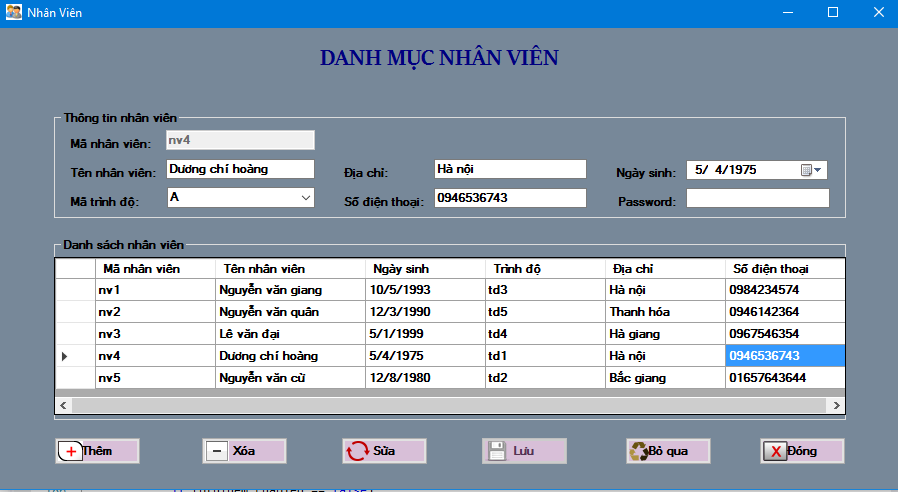 Nhân Viên
DANH MỤC NHÂN VIÊN
Thông tin nhân viên
Mã nhân viên: nv4
Tên nhân viên: Dương chí hoàng Địa chỉ: Hà nội Ngày sinh: 5/ 4/1975
Mã trình độ: A Số điện thoại: 0946536743 Password:
Danh sách nhân viên
Mã nhân viên Tên nhân viên Ngày sinh Trình độ Địa chỉ Số điện thoại
nv1 Nguyễn văn giang 10/5/1993 td3 Hà nội 0984234574
nv2 Nguyễn văn quân 12/3/1990 td5 Thanh hóa 0946142364
nv3 Lê văn đại 5/1/1999 td4 Hà giang 0967546354
nv4 Dương chí hoàng 5/4/1975 td1 Hà nội 0946536743
nv5 Nguyễn văn cừ 12/8/1980 td2 Bắc giang 01657643644
Thêm Xóa Sửa Lưu Bỏ qua Đóng